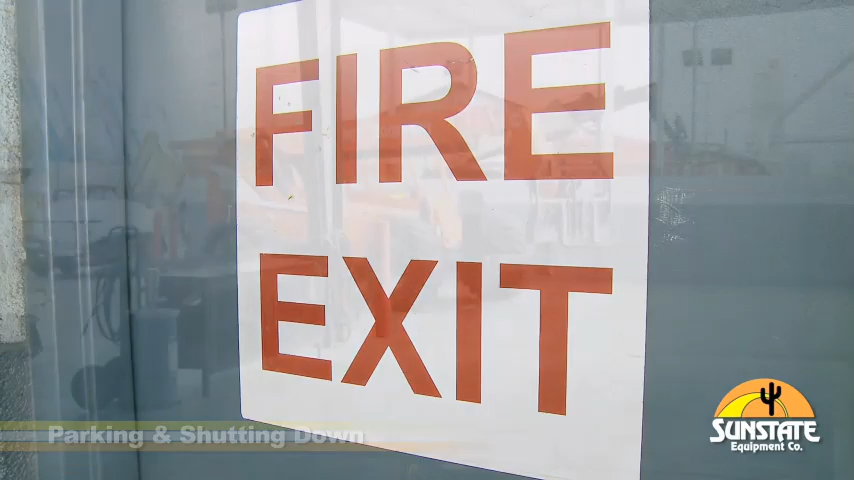 FIRE
EXIT
Parking & Shutting Down
SUNSTATE
Equipment Co.